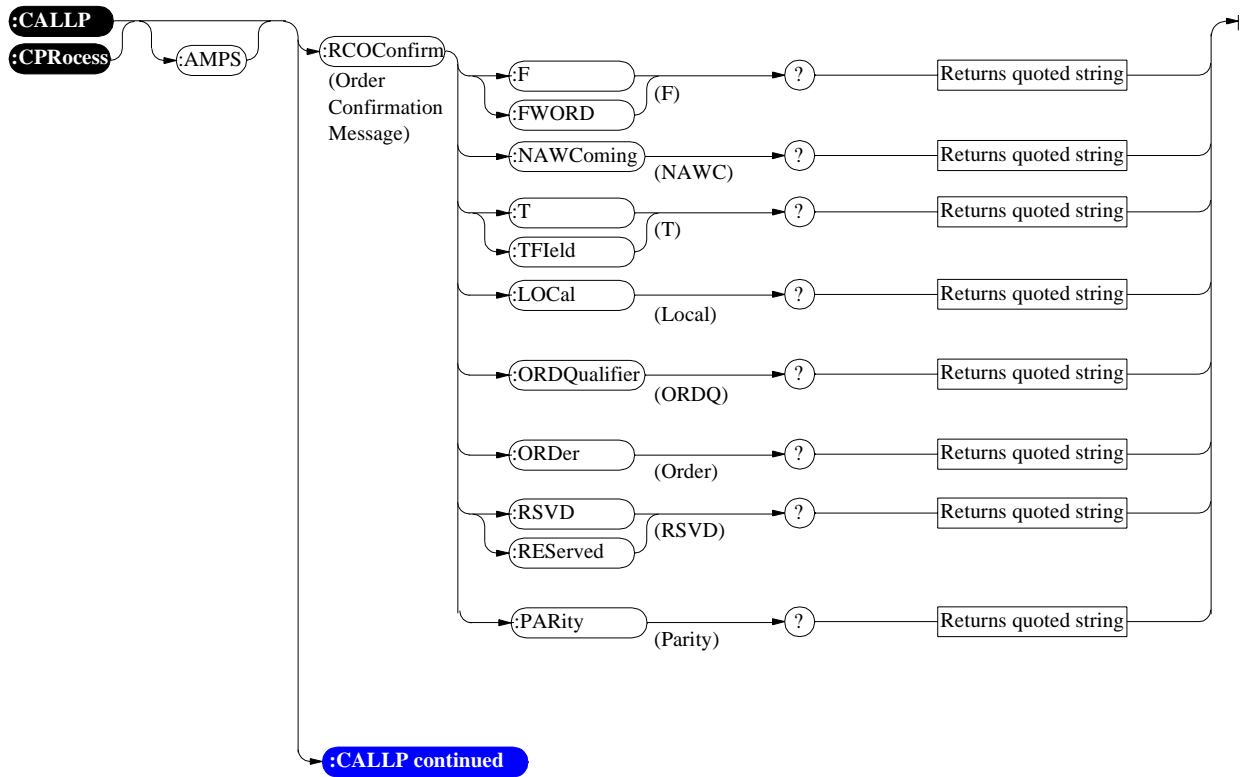 :CALLP
:CPRocess
:AMPS
:RCOConfirm
(Order
Confirmation
Message)
:F
:FWORD
(F)
?
Returns quoted string
:NAWComing
(NAWC)
?
Returns quoted string
:T
:TFIeld
(T)
?
Returns quoted string
:LOCal
(Local)
?
Returns quoted string
:ORDQualifier
(ORDQ)
?
Returns quoted string
:ORDer
(Order)
?
Returns quoted string
:RSVD
:REServed
(RSVD)
?
Returns quoted string
:PARity
(Parity)
?
Returns quoted string
:CALLP continued